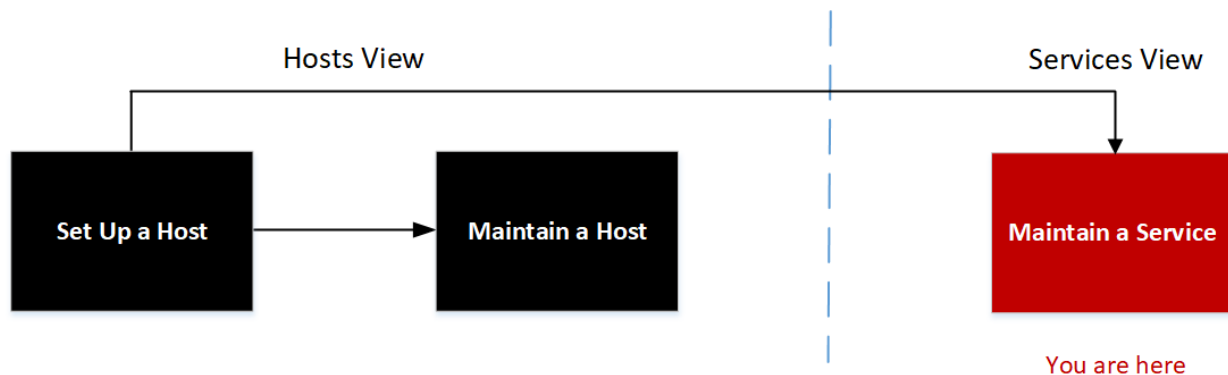 Hosts View
Services View
Set Up a Host
Maintain a Host
Maintain a Service
You are here